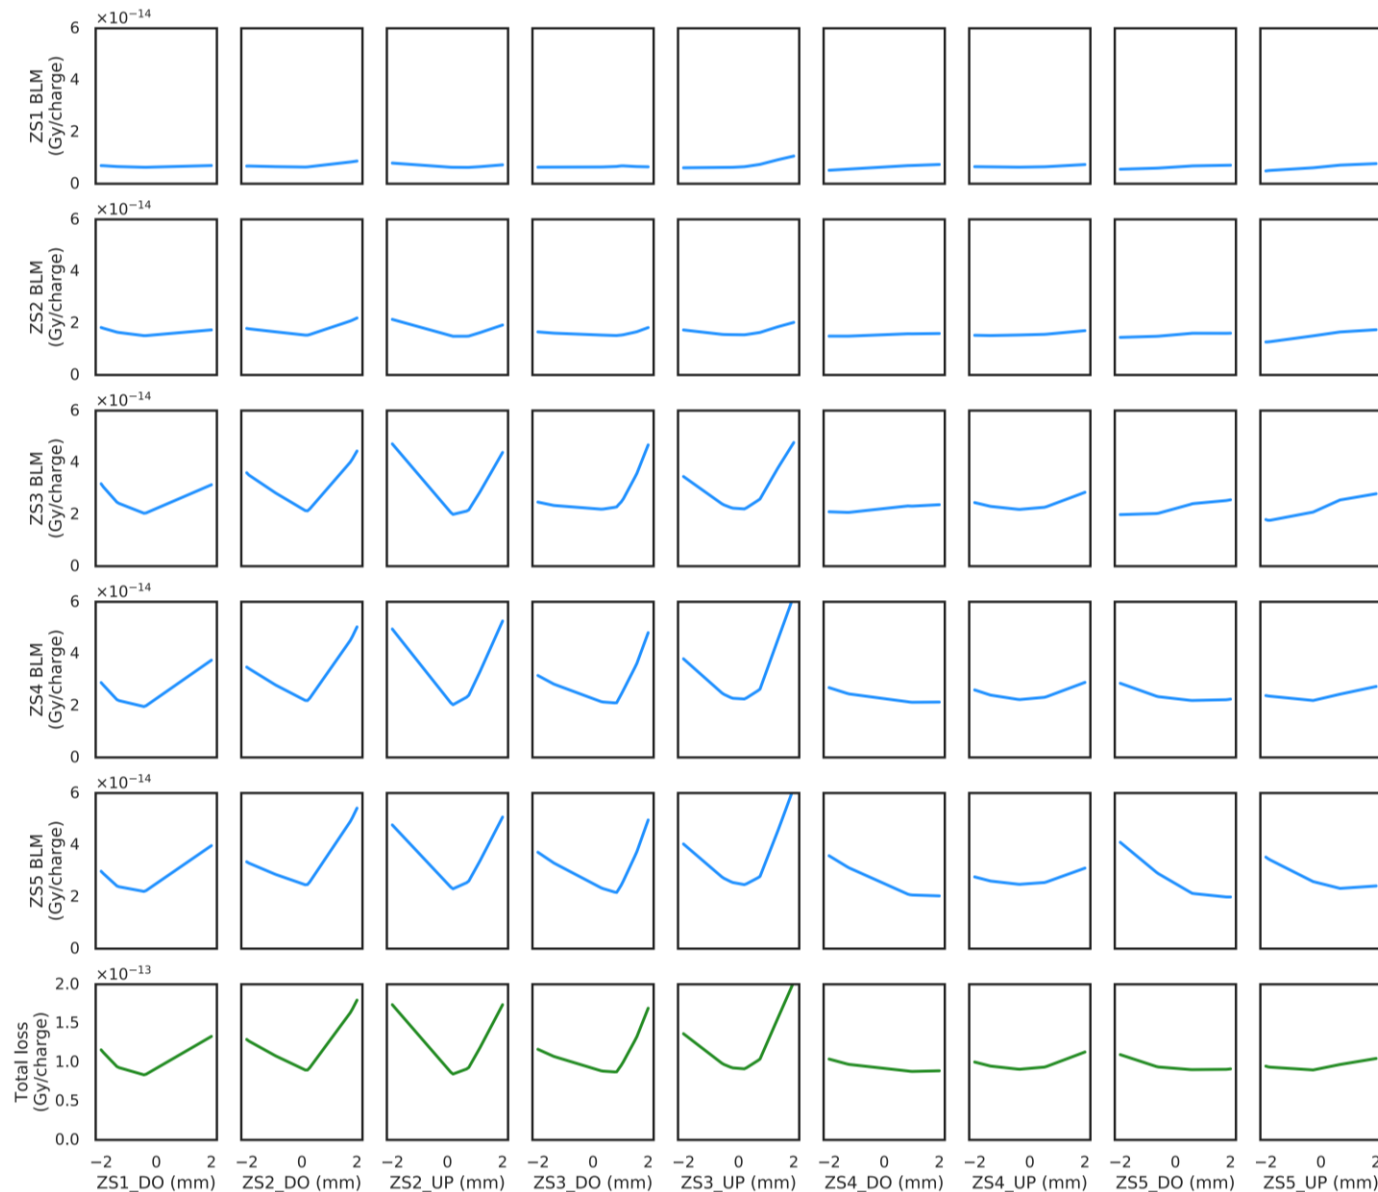 ×10⁻¹⁴
ZS1 BLM
(Gy/charge)
6
4
2
0
×10⁻¹⁴
ZS2 BLM
(Gy/charge)
6
4
2
0
×10⁻¹⁴
ZS3 BLM
(Gy/charge)
6
4
2
0
×10⁻¹⁴
ZS4 BLM
(Gy/charge)
6
4
2
0
×10⁻¹⁴
ZS5 BLM
(Gy/charge)
6
4
2
0
×10⁻¹³
Total loss
(Gy/charge)
2.0
1.5
1.0
0.5
0.0
−2 0 2 −2 0 2 −2 0 2 −2 0 2 −2 0 2 −2 0 2 −2 0 2 −2 0 2 −2 0 2
ZS1_DO (mm) ZS2_DO (mm) ZS2_UP (mm) ZS3_DO (mm) ZS3_UP (mm) ZS4_DO (mm) ZS4_UP (mm) ZS5_DO (mm) ZS5_UP (mm)